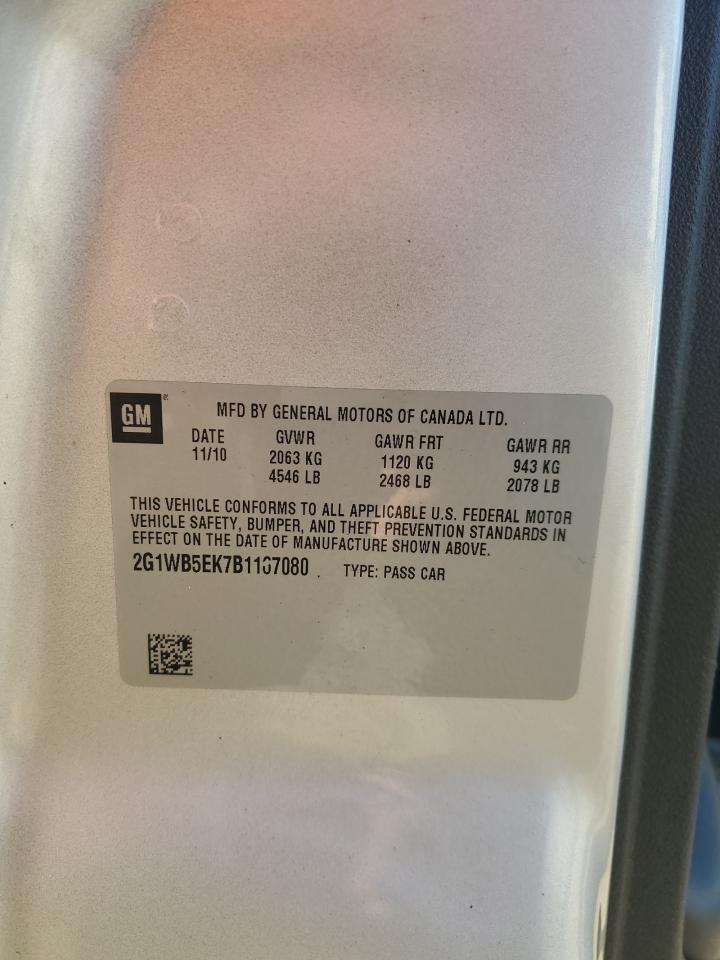 GM
®
MFD BY GENERAL MOTORS OF CANADA LTD.
DATE GVWR GAWR FRT GAWR RR
11/10 2063 KG 1120 KG 943 KG
4546 LB 2468 LB 2078 LB
THIS VEHICLE CONFORMS TO ALL APPLICABLE U.S. FEDERAL MOTOR
VEHICLE SAFETY, BUMPER, AND THEFT PREVENTION STANDARDS IN
EFFECT ON THE DATE OF MANUFACTURE SHOWN ABOVE.
2G1WB5EK7B1167080 TYPE: PASS CAR